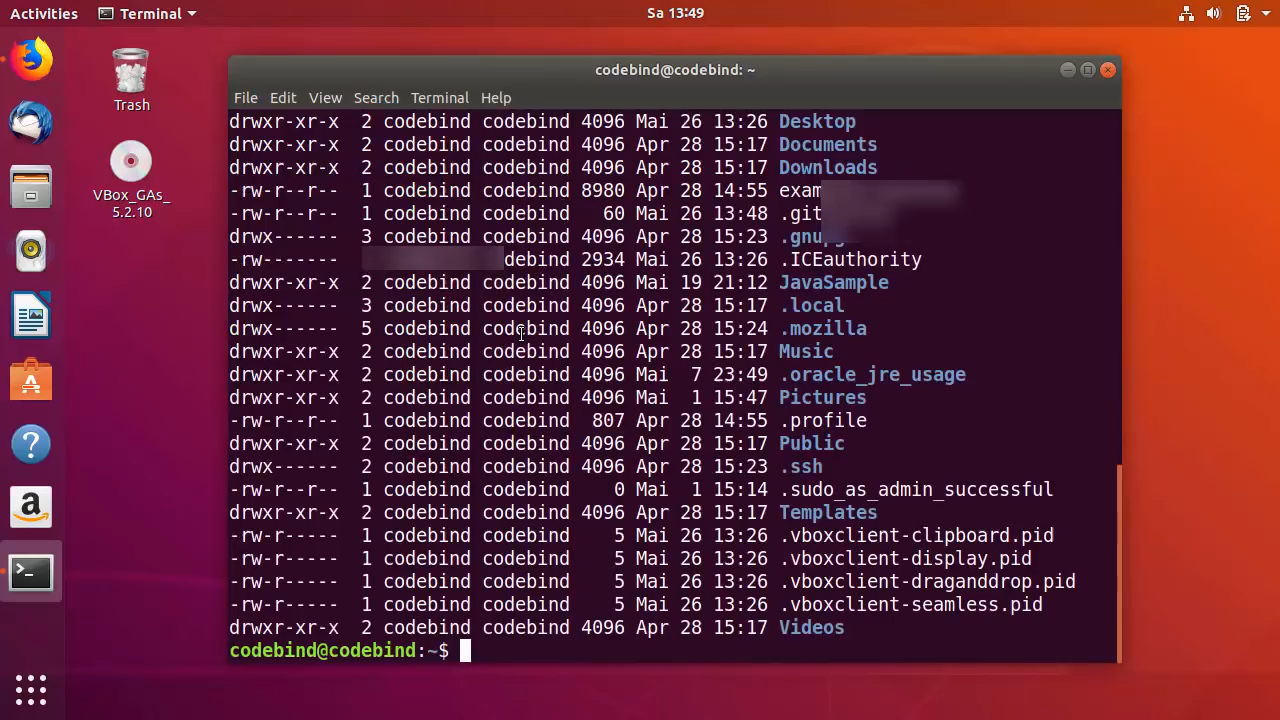 Activities Terminal Sa 13:49
Trash
VBox_GAs_
5.2.10
codebind@codebind: ~
File Edit View Search Terminal Help
drwxr-xr-x 2 codebind codebind 4096 Mai 26 13:26 Desktop
drwxr-xr-x 2 codebind codebind 4096 Apr 28 15:17 Documents
drwxr-xr-x 2 codebind codebind 4096 Apr 28 15:17 Downloads
-rw-r--r-- 1 codebind codebind 8980 Apr 28 14:55
-rw-r--r-- 1 codebind codebind 60 Mai 26 13:48
drwx------ 3 codebind codebind 4096 Apr 28 15:23
-rw------- 2934 Mai 26 13:26 .ICEauthority
drwxr-xr-x 2 codebind codebind 4096 Mai 19 21:12 JavaSample
drwx------ 3 codebind codebind 4096 Apr 28 15:17 .local
drwx------ 5 codebind codebind 4096 Apr 28 15:24 .mozilla
drwxr-xr-x 2 codebind codebind 4096 Apr 28 15:17 Music
drwxr-xr-x 2 codebind codebind 4096 Mai 7 23:49 .oracle_jre_usage
drwxr-xr-x 2 codebind codebind 4096 Mai 1 15:47 Pictures
-rw-r--r-- 1 codebind codebind 807 Apr 28 14:55 .profile
drwxr-xr-x 2 codebind codebind 4096 Apr 28 15:17 Public
drwx------ 2 codebind codebind 4096 Apr 28 15:23 .ssh
-rw-r--r-- 1 codebind codebind 0 Mai 1 15:14 .sudo_as_admin_successful
drwxr-xr-x 2 codebind codebind 4096 Apr 28 15:17 Templates
-rw-r----- 1 codebind codebind 5 Mai 26 13:26 .vboxclient-clipboard.pid
-rw-r----- 1 codebind codebind 5 Mai 26 13:26 .vboxclient-display.pid
-rw-r----- 1 codebind codebind 5 Mai 26 13:26 .vboxclient-draganddrop.pid
-rw-r----- 1 codebind codebind 5 Mai 26 13:26 .vboxclient-seamless.pid
drwxr-xr-x 2 codebind codebind 4096 Apr 28 15:17 Videos
codebind@codebind:~$